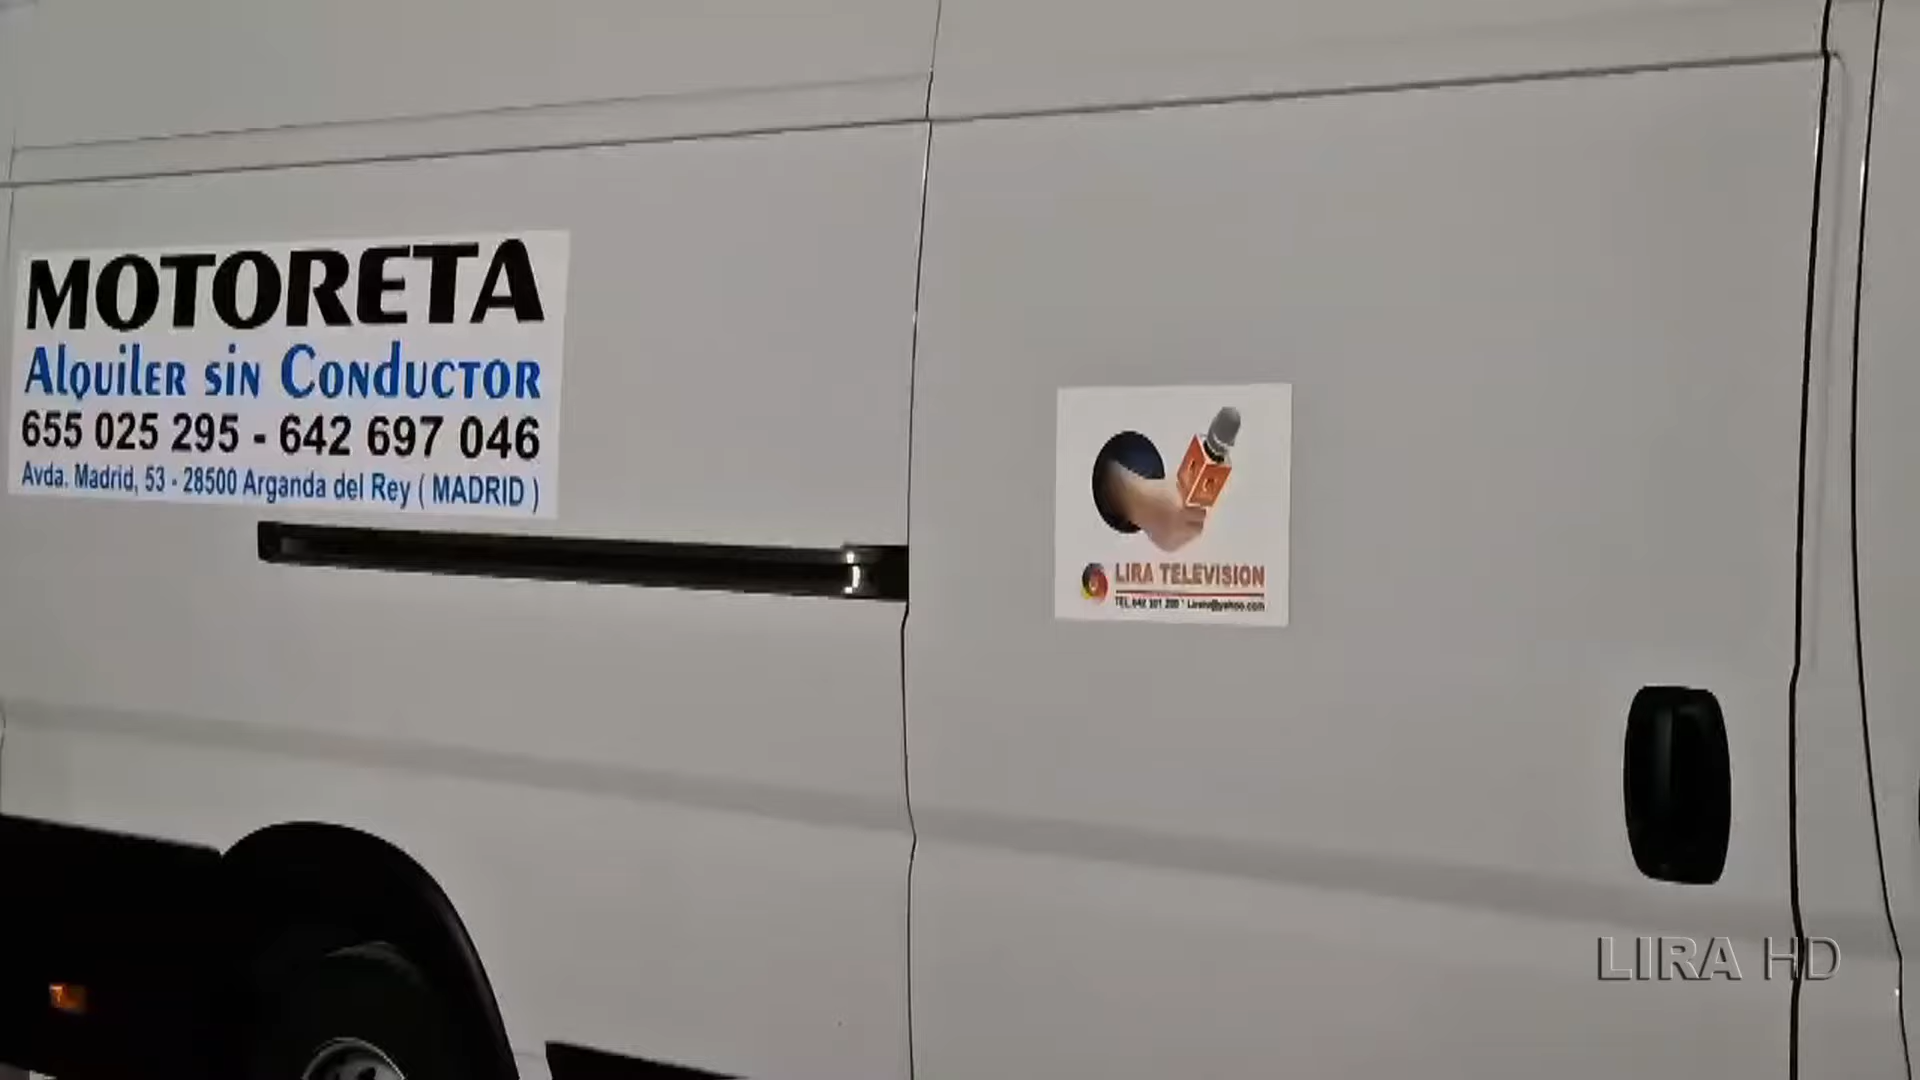 MOTORETA
Alquiler sin Conductor
655 025 295 - 642 697 046
Avda. Madrid, 53 - 28500 Arganda del Rey ( MADRID )
LIRA TELEVISION
TEL.
LIRA HD